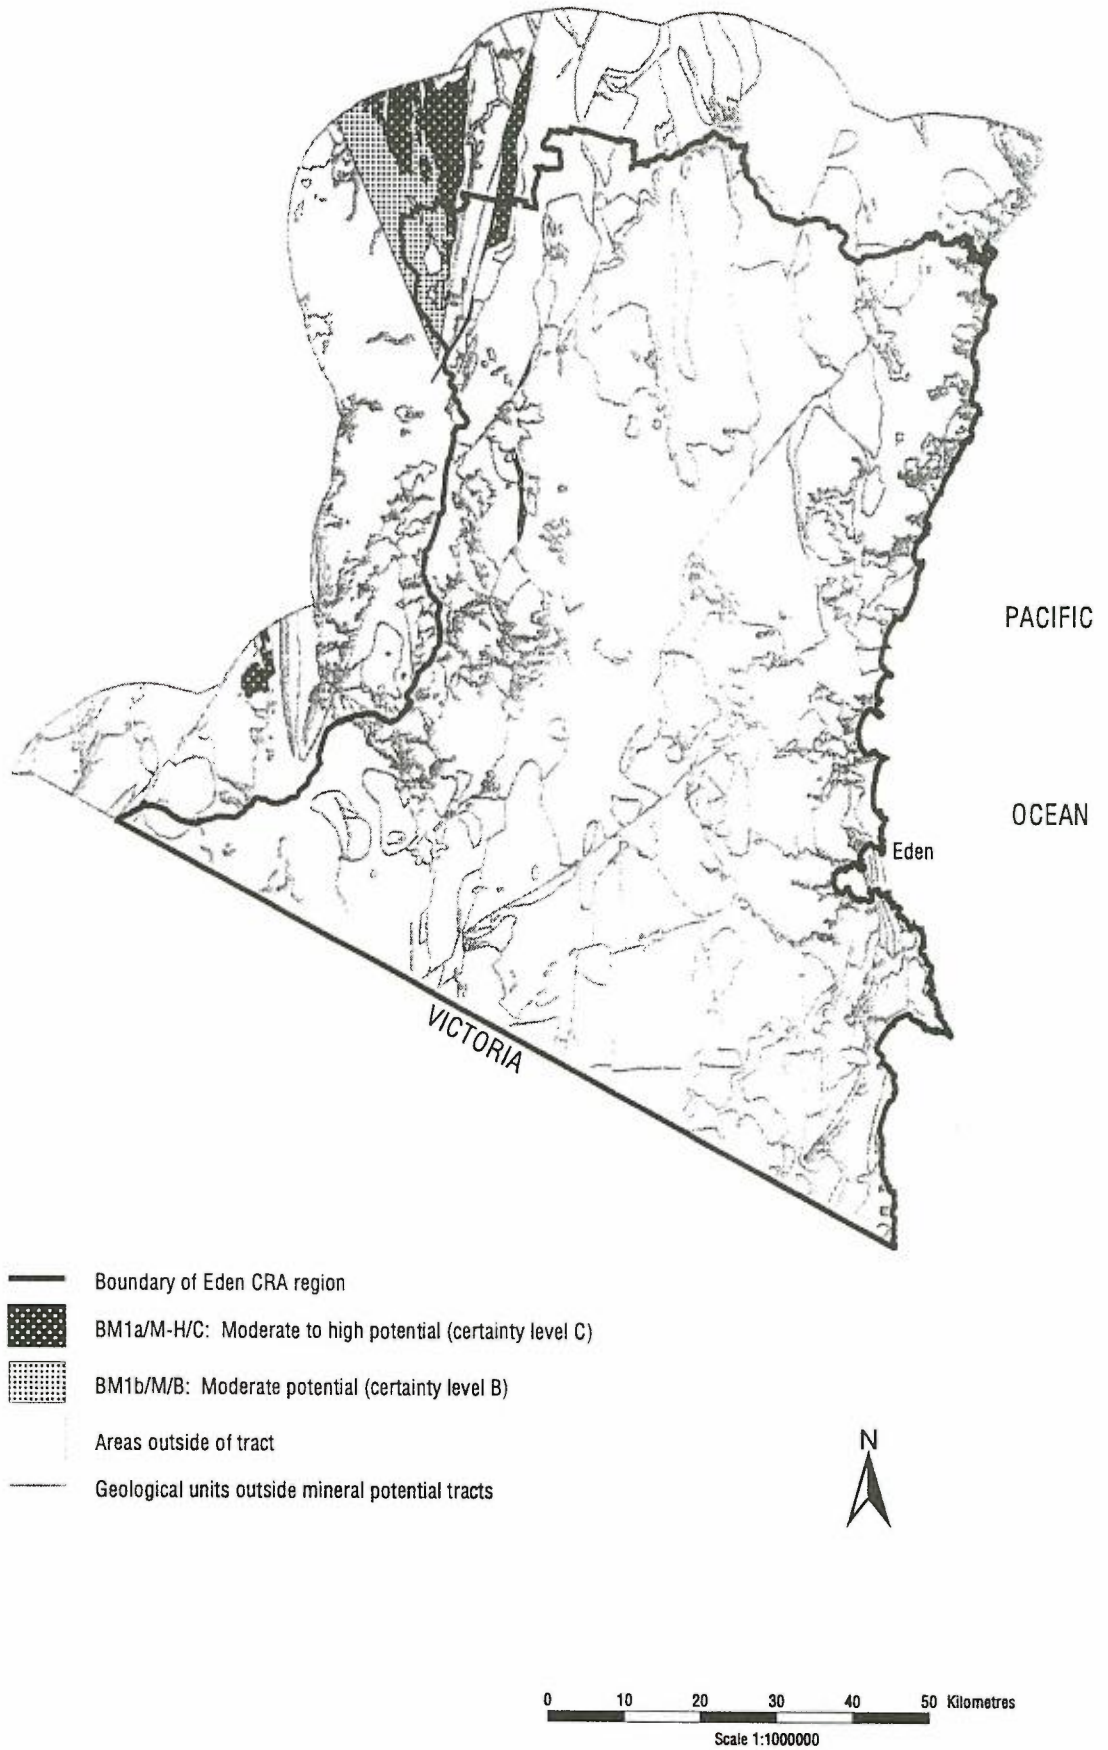 PACIFIC
OCEAN
Eden
VICTORIA
Boundary of Eden CRA region
BM1a/M-H/C: Moderate to high potential (certainty level C)
BM1b/M/B: Moderate potential (certainty level B)
Areas outside of tract
Geological units outside mineral potential tracts
N
0 10 20 30 40 50 Kilometres
Scale 1:1000000